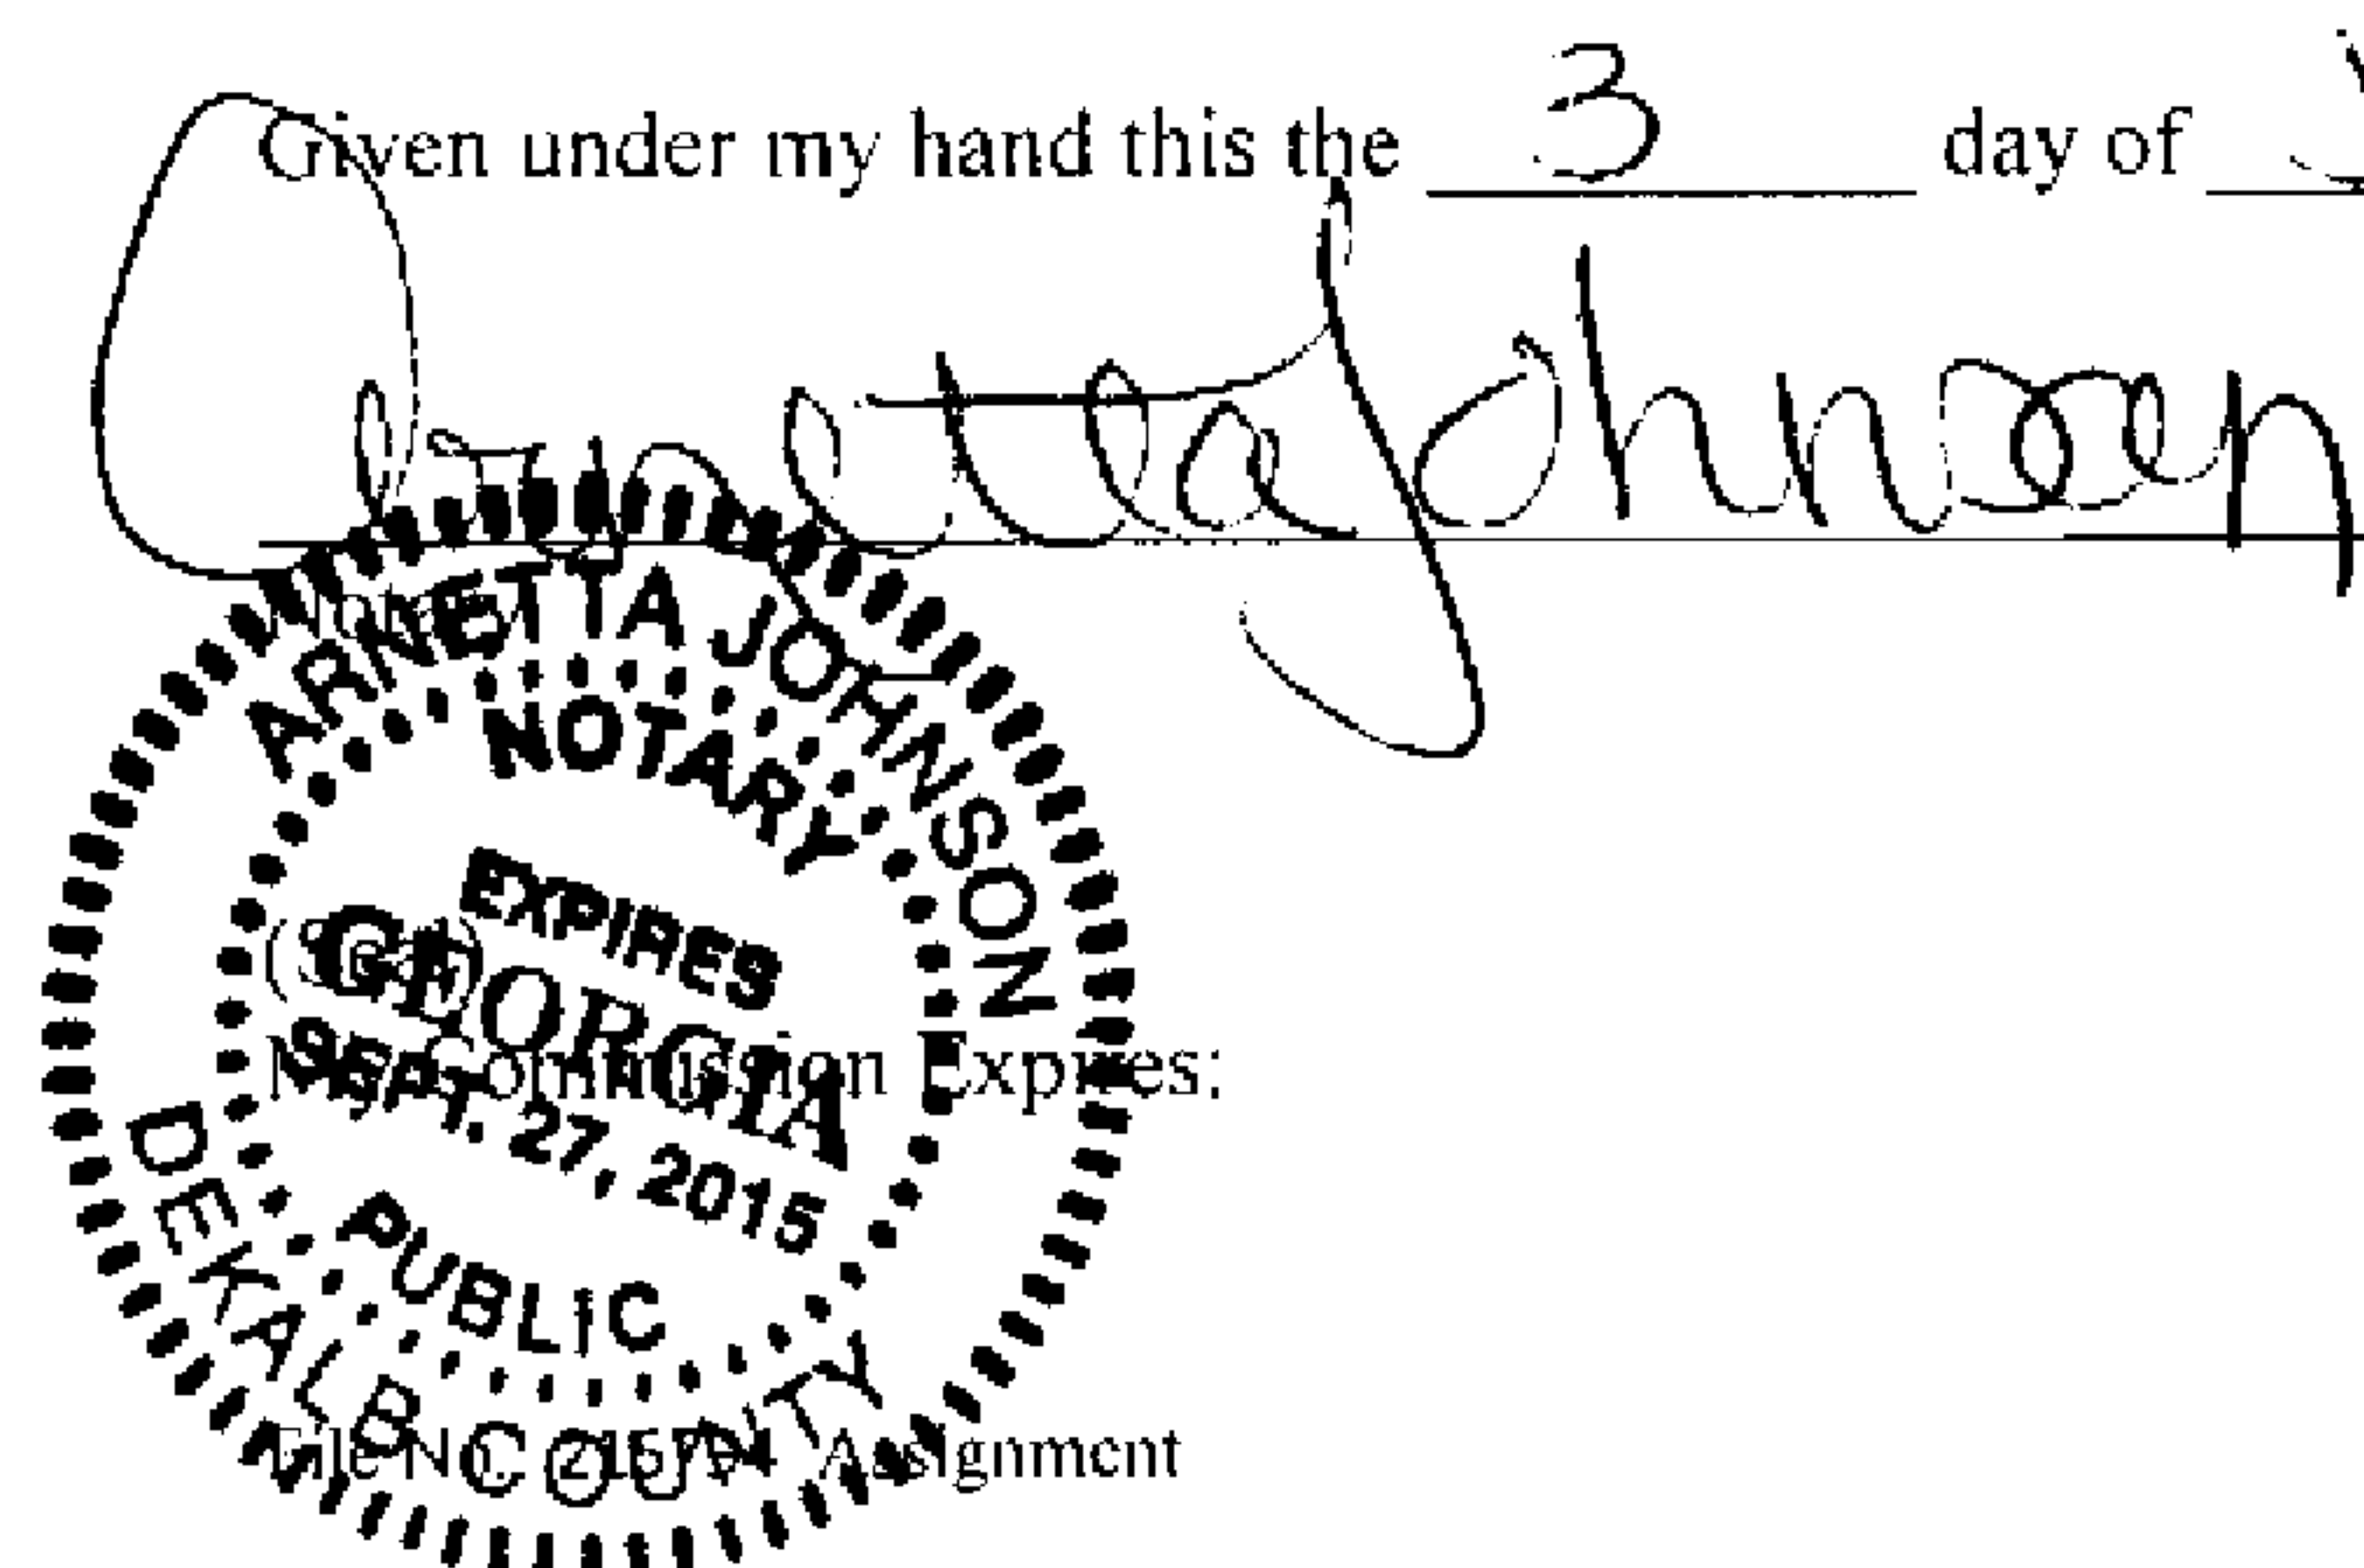 Given under my hand this the 3 day of
Arnetta Johnson
ARNETTA JOHNSON
NOTARY
EXPIRES
(Seal)
GEORGIA
My Commission Expires:
SEPT. 27, 2015
PUBLIC
DEKALB COUNTY
Assignment